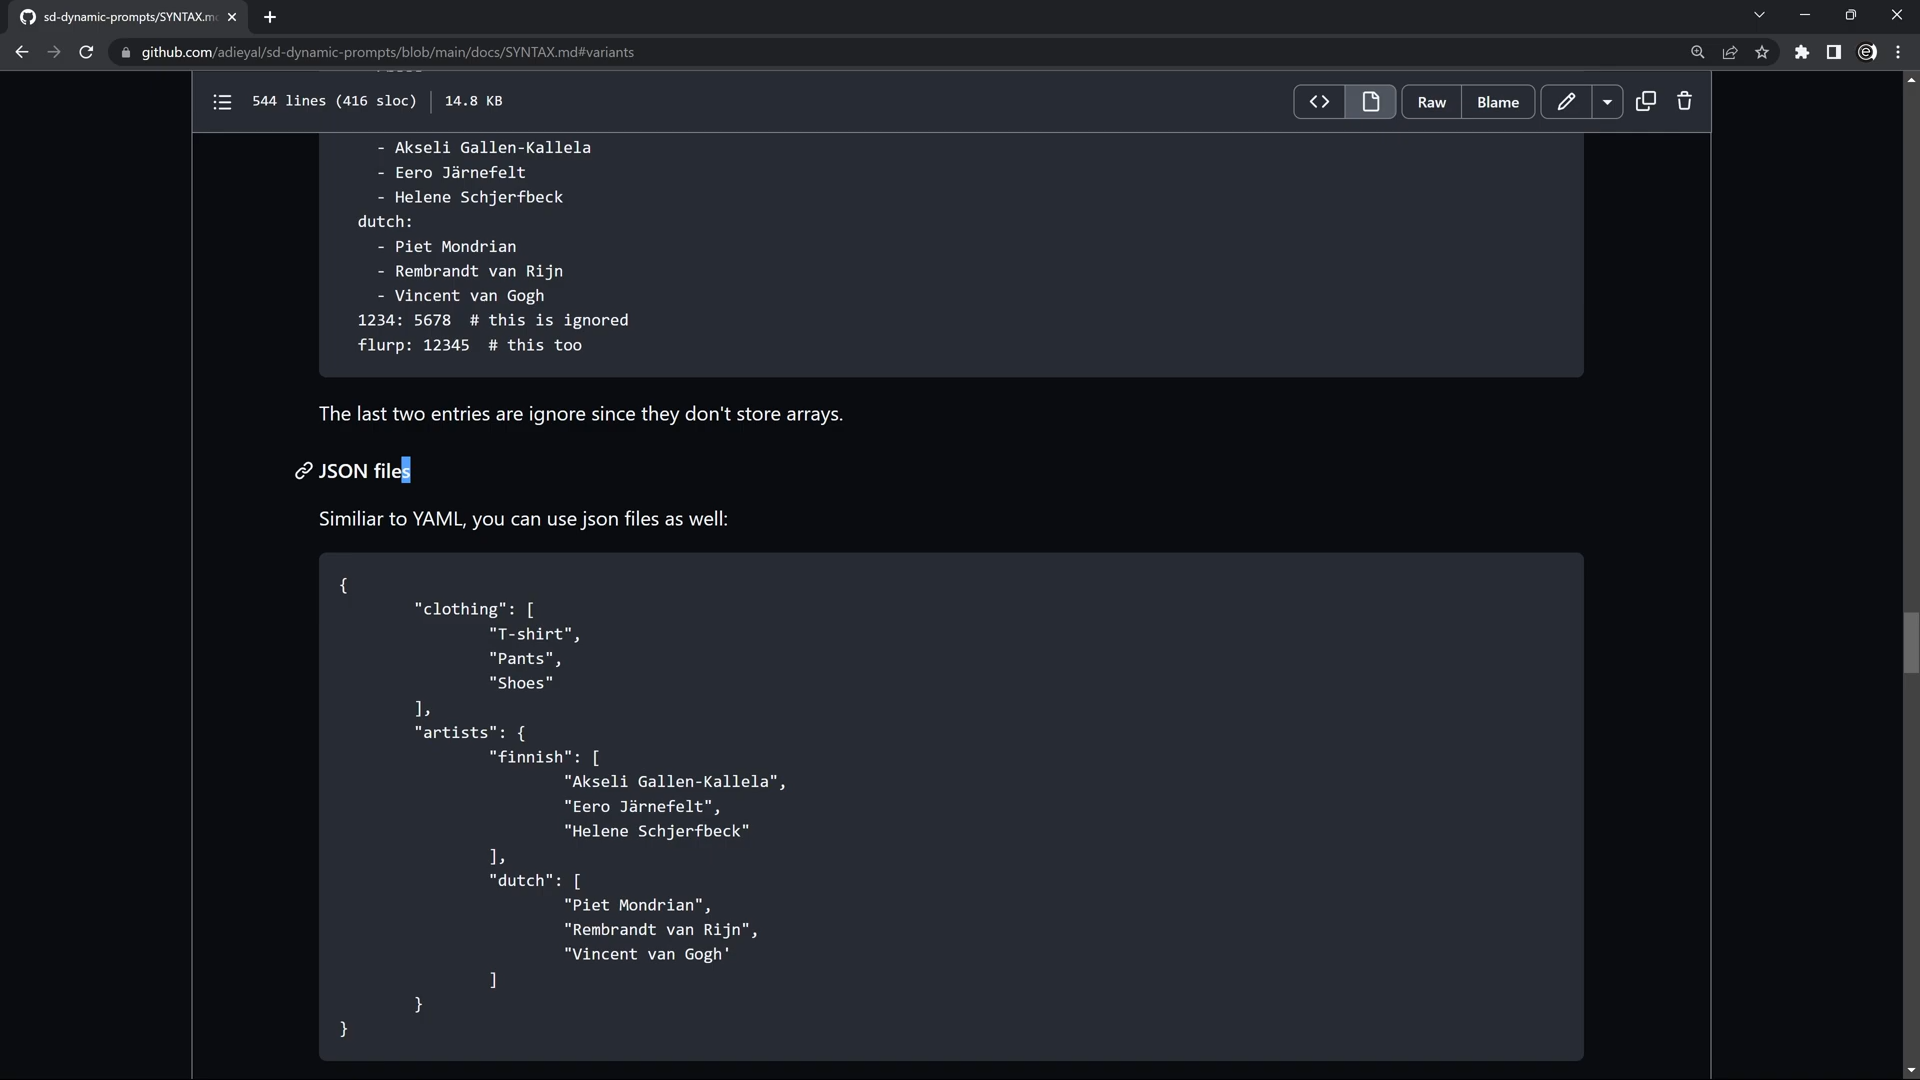 sd-dynamic-prompts/SYNTAX.m
github.com/adieyal/sd-dynamic-prompts/blob/main/docs/SYNTAX.md#variants
544 lines (416 sloc) 14.8 KB Raw Blame
- Akseli Gallen-Kallela
- Eero Järnefelt
- Helene Schjerfbeck
dutch:
- Piet Mondrian
- Rembrandt van Rijn
- Vincent van Gogh
1234: 5678 # this is ignored
flurp: 12345 # this too
The last two entries are ignore since they don't store arrays.
JSON files
Similiar to YAML, you can use json files as well:
{
"clothing": [
"T-shirt",
"Pants",
"Shoes"
],
"artists": {
"finnish": [
"Akseli Gallen-Kallela",
"Eero Järnefelt",
"Helene Schjerfbeck"
],
"dutch": [
"Piet Mondrian",
"Rembrandt van Rijn",
"Vincent van Gogh'
]
}
}